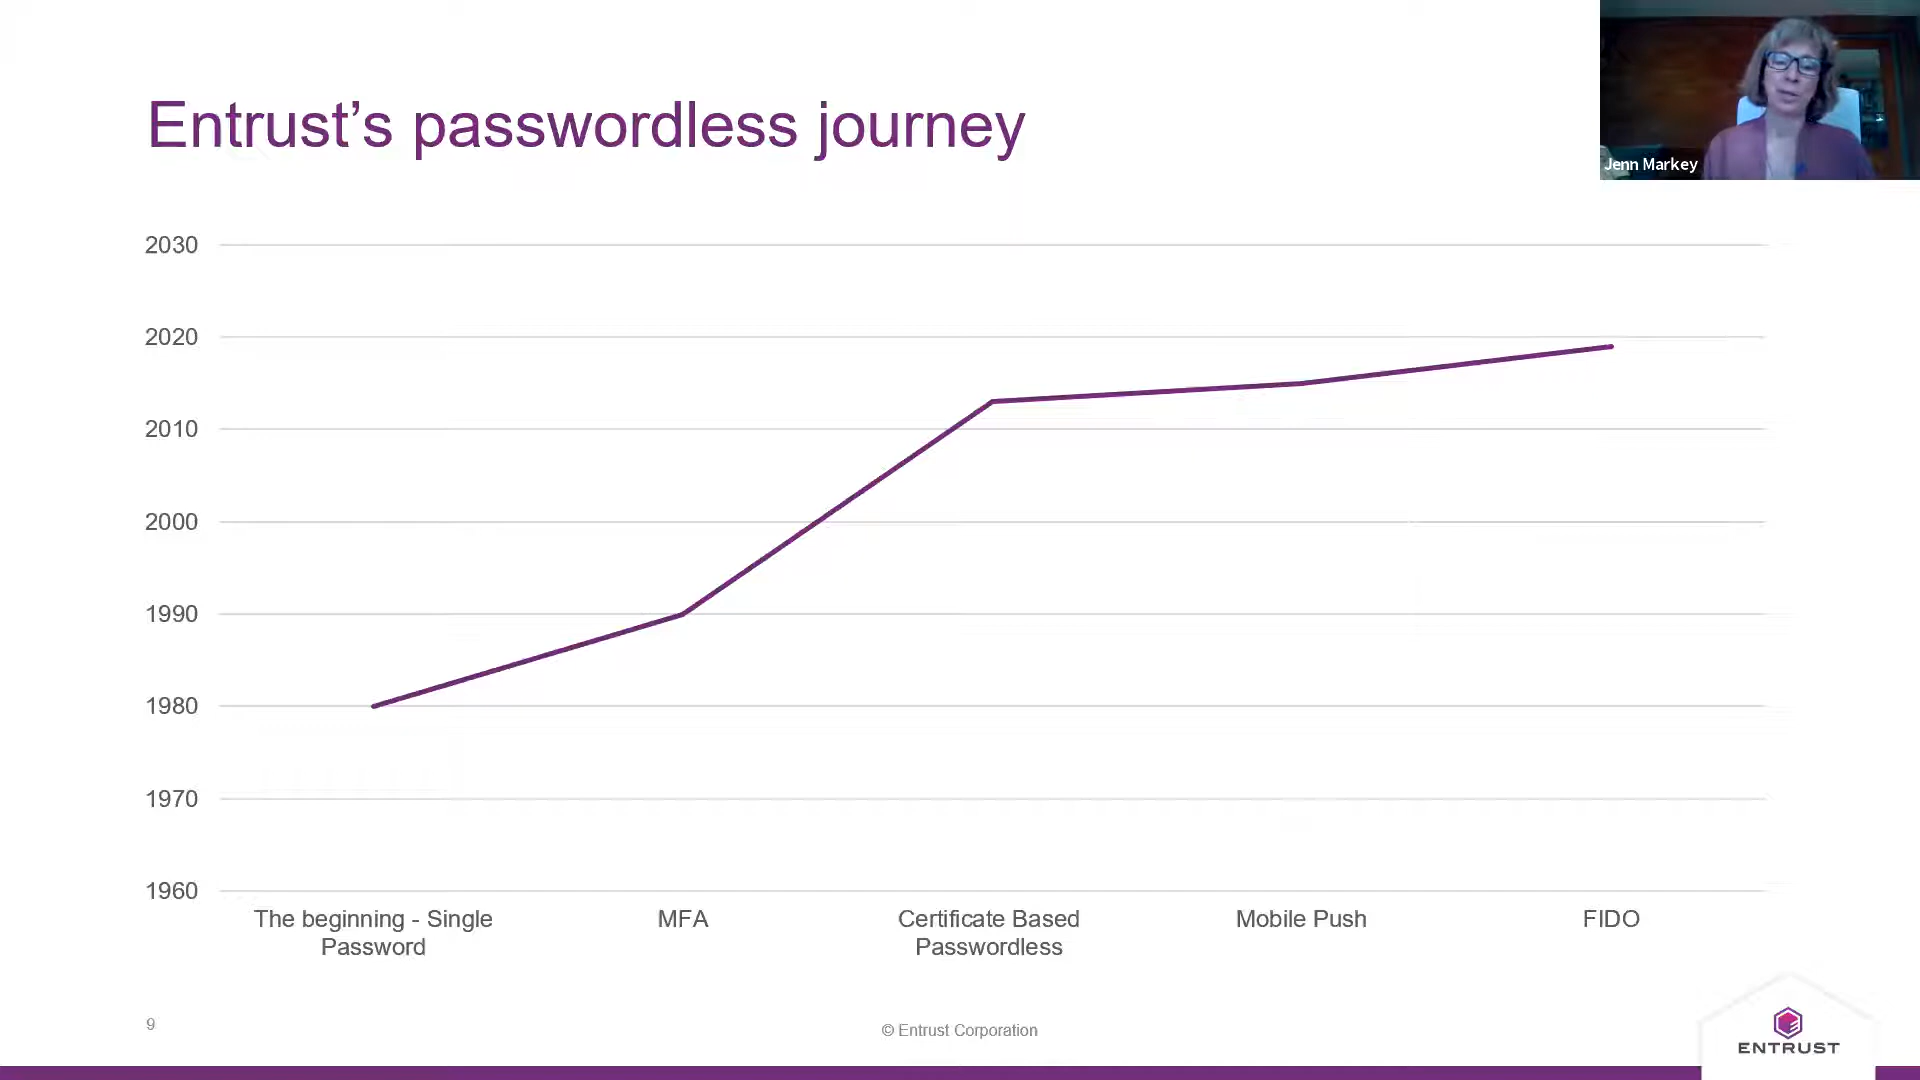 Entrust’s passwordless journey
Jenn Markey
2030
2020
2010
2000
1990
1980
1970
1960
The beginning - Single
Password
MFA
Certificate Based
Passwordless
Mobile Push
FIDO
9
© Entrust Corporation
ENTRUST